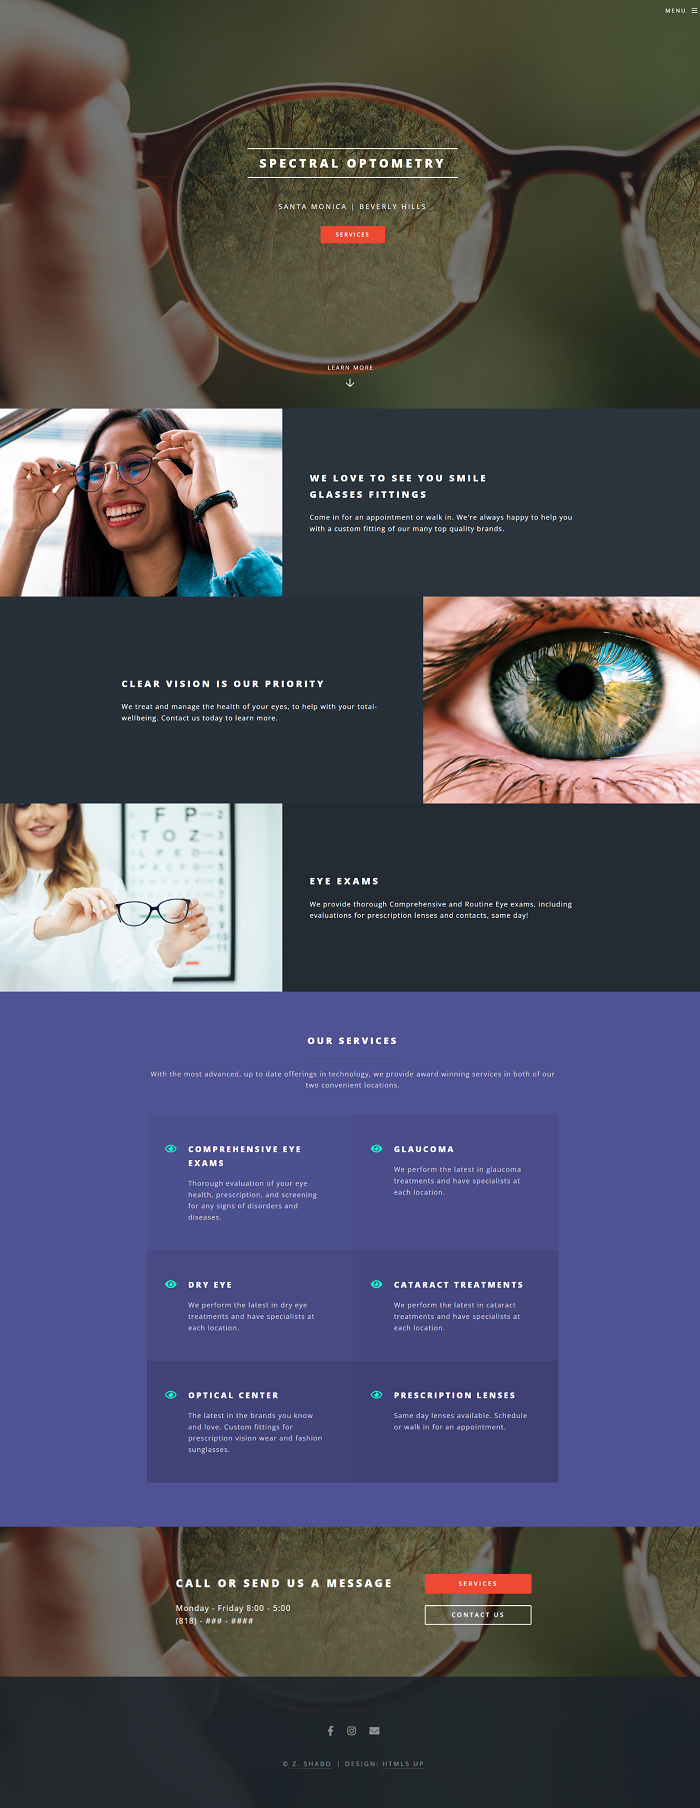 MENU
SPECTRAL OPTOMETRY
SANTA MONICA | BEVERLY HILLS
SERVICES
LEARN MORE
WE LOVE TO SEE YOU SMILE
GLASSES FITTINGS
Come in for an appointment or walk in. We're always happy to help you
with a custom fitting of our many top quality brands.
CLEAR VISION IS OUR PRIORITY
We treat and manage the health of your eyes, to help with your total-
wellbeing. Contact us today to learn more.
F P
T O Z
L P E D
EYE EXAMS
We provide thorough Comprehensive and Routine Eye exams, including
evaluations for prescription lenses and contacts, same day!
OUR SERVICES
With the most advanced, up to date offerings in technology, we provide award winning services in both of our
two convenient locations.
COMPREHENSIVE EYE
EXAMS
Thorough evaluation of your eye
health, prescription, and screening
for any signs of disorders and
diseases.
GLAUCOMA
We perform the latest in glaucoma
treatments and have specialists at
each location.
DRY EYE
We perform the latest in dry eye
treatments and have specialists at
each location.
CATARACT TREATMENTS
We perform the latest in cataract
treatments and have specialists at
each location.
OPTICAL CENTER
The latest in the brands you know
and love. Custom fittings for
prescription vision wear and fashion
sunglasses.
PRESCRIPTION LENSES
Same day lenses available. Schedule
or walk in for an appointment.
CALL OR SEND US A MESSAGE
Monday - Friday 8:00 - 5:00
(818) - ### - ####
SERVICES
CONTACT US
© Z. SHABO | DESIGN: HTML5 UP